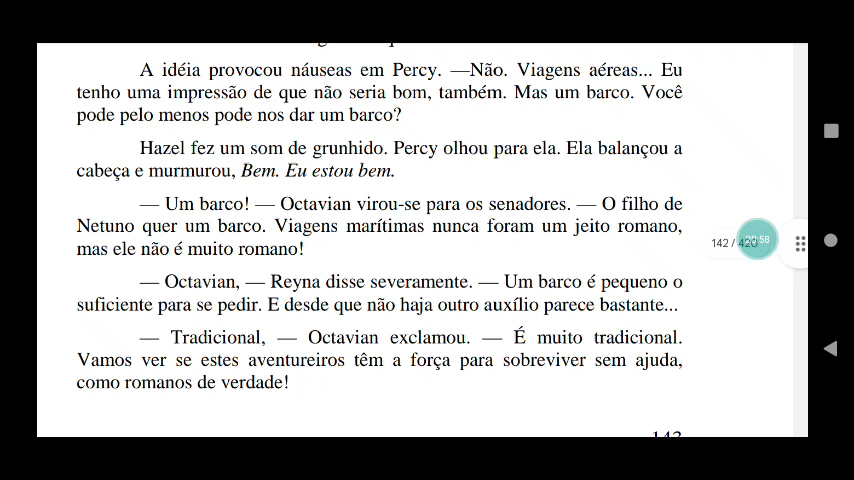 A idéia provocou náuseas em Percy. —Não. Viagens aéreas... Eu
tenho uma impressão de que não seria bom, também. Mas um barco. Você
pode pelo menos pode nos dar um barco?
Hazel fez um som de grunhido. Percy olhou para ela. Ela balançou a
cabeça e murmurou, Bem. Eu estou bem.
— Um barco! — Octavian virou-se para os senadores. — O filho de
Netuno quer um barco. Viagens marítimas nunca foram um jeito romano,
mas ele não é muito romano!
— Octavian, — Reyna disse severamente. — Um barco é pequeno o
suficiente para se pedir. E desde que não haja outro auxílio parece bastante...
— Tradicional, — Octavian exclamou. — É muito tradicional.
Vamos ver se estes aventureiros têm a força para sobreviver sem ajuda,
como romanos de verdade!
142 / 420